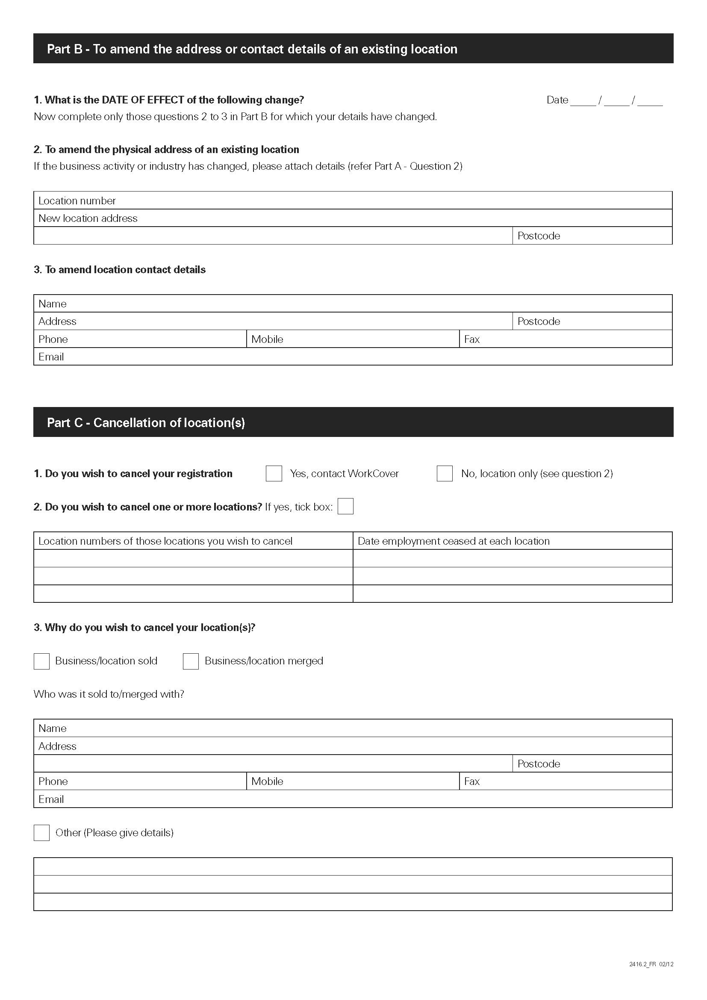 Part B - To amend the address or contact details of an existing location
1. What is the DATE OF EFFECT of the following change? Date ____ / ____ / ____
Now complete only those questions 2 to 3 in Part B for which your details have changed.
2. To amend the physical address of an existing location
If the business activity or industry has changed, please attach details (refer Part A - Question 2)
Location number
New location address
Postcode
3. To amend location contact details
Name
Address Postcode
Phone Mobile Fax
Email
Part C - Cancellation of location(s)
1. Do you wish to cancel your registration Yes, contact WorkCover No, location only (see question 2)
2. Do you wish to cancel one or more locations? If yes, tick box:
Location numbers of those locations you wish to cancel Date employment ceased at each location
3. Why do you wish to cancel your location(s)?
Business/location sold Business/location merged
Who was it sold to/merged with?
Name
Address
Postcode
Phone Mobile Fax
Email
Other (Please give details)
2416.2_FR 02/12